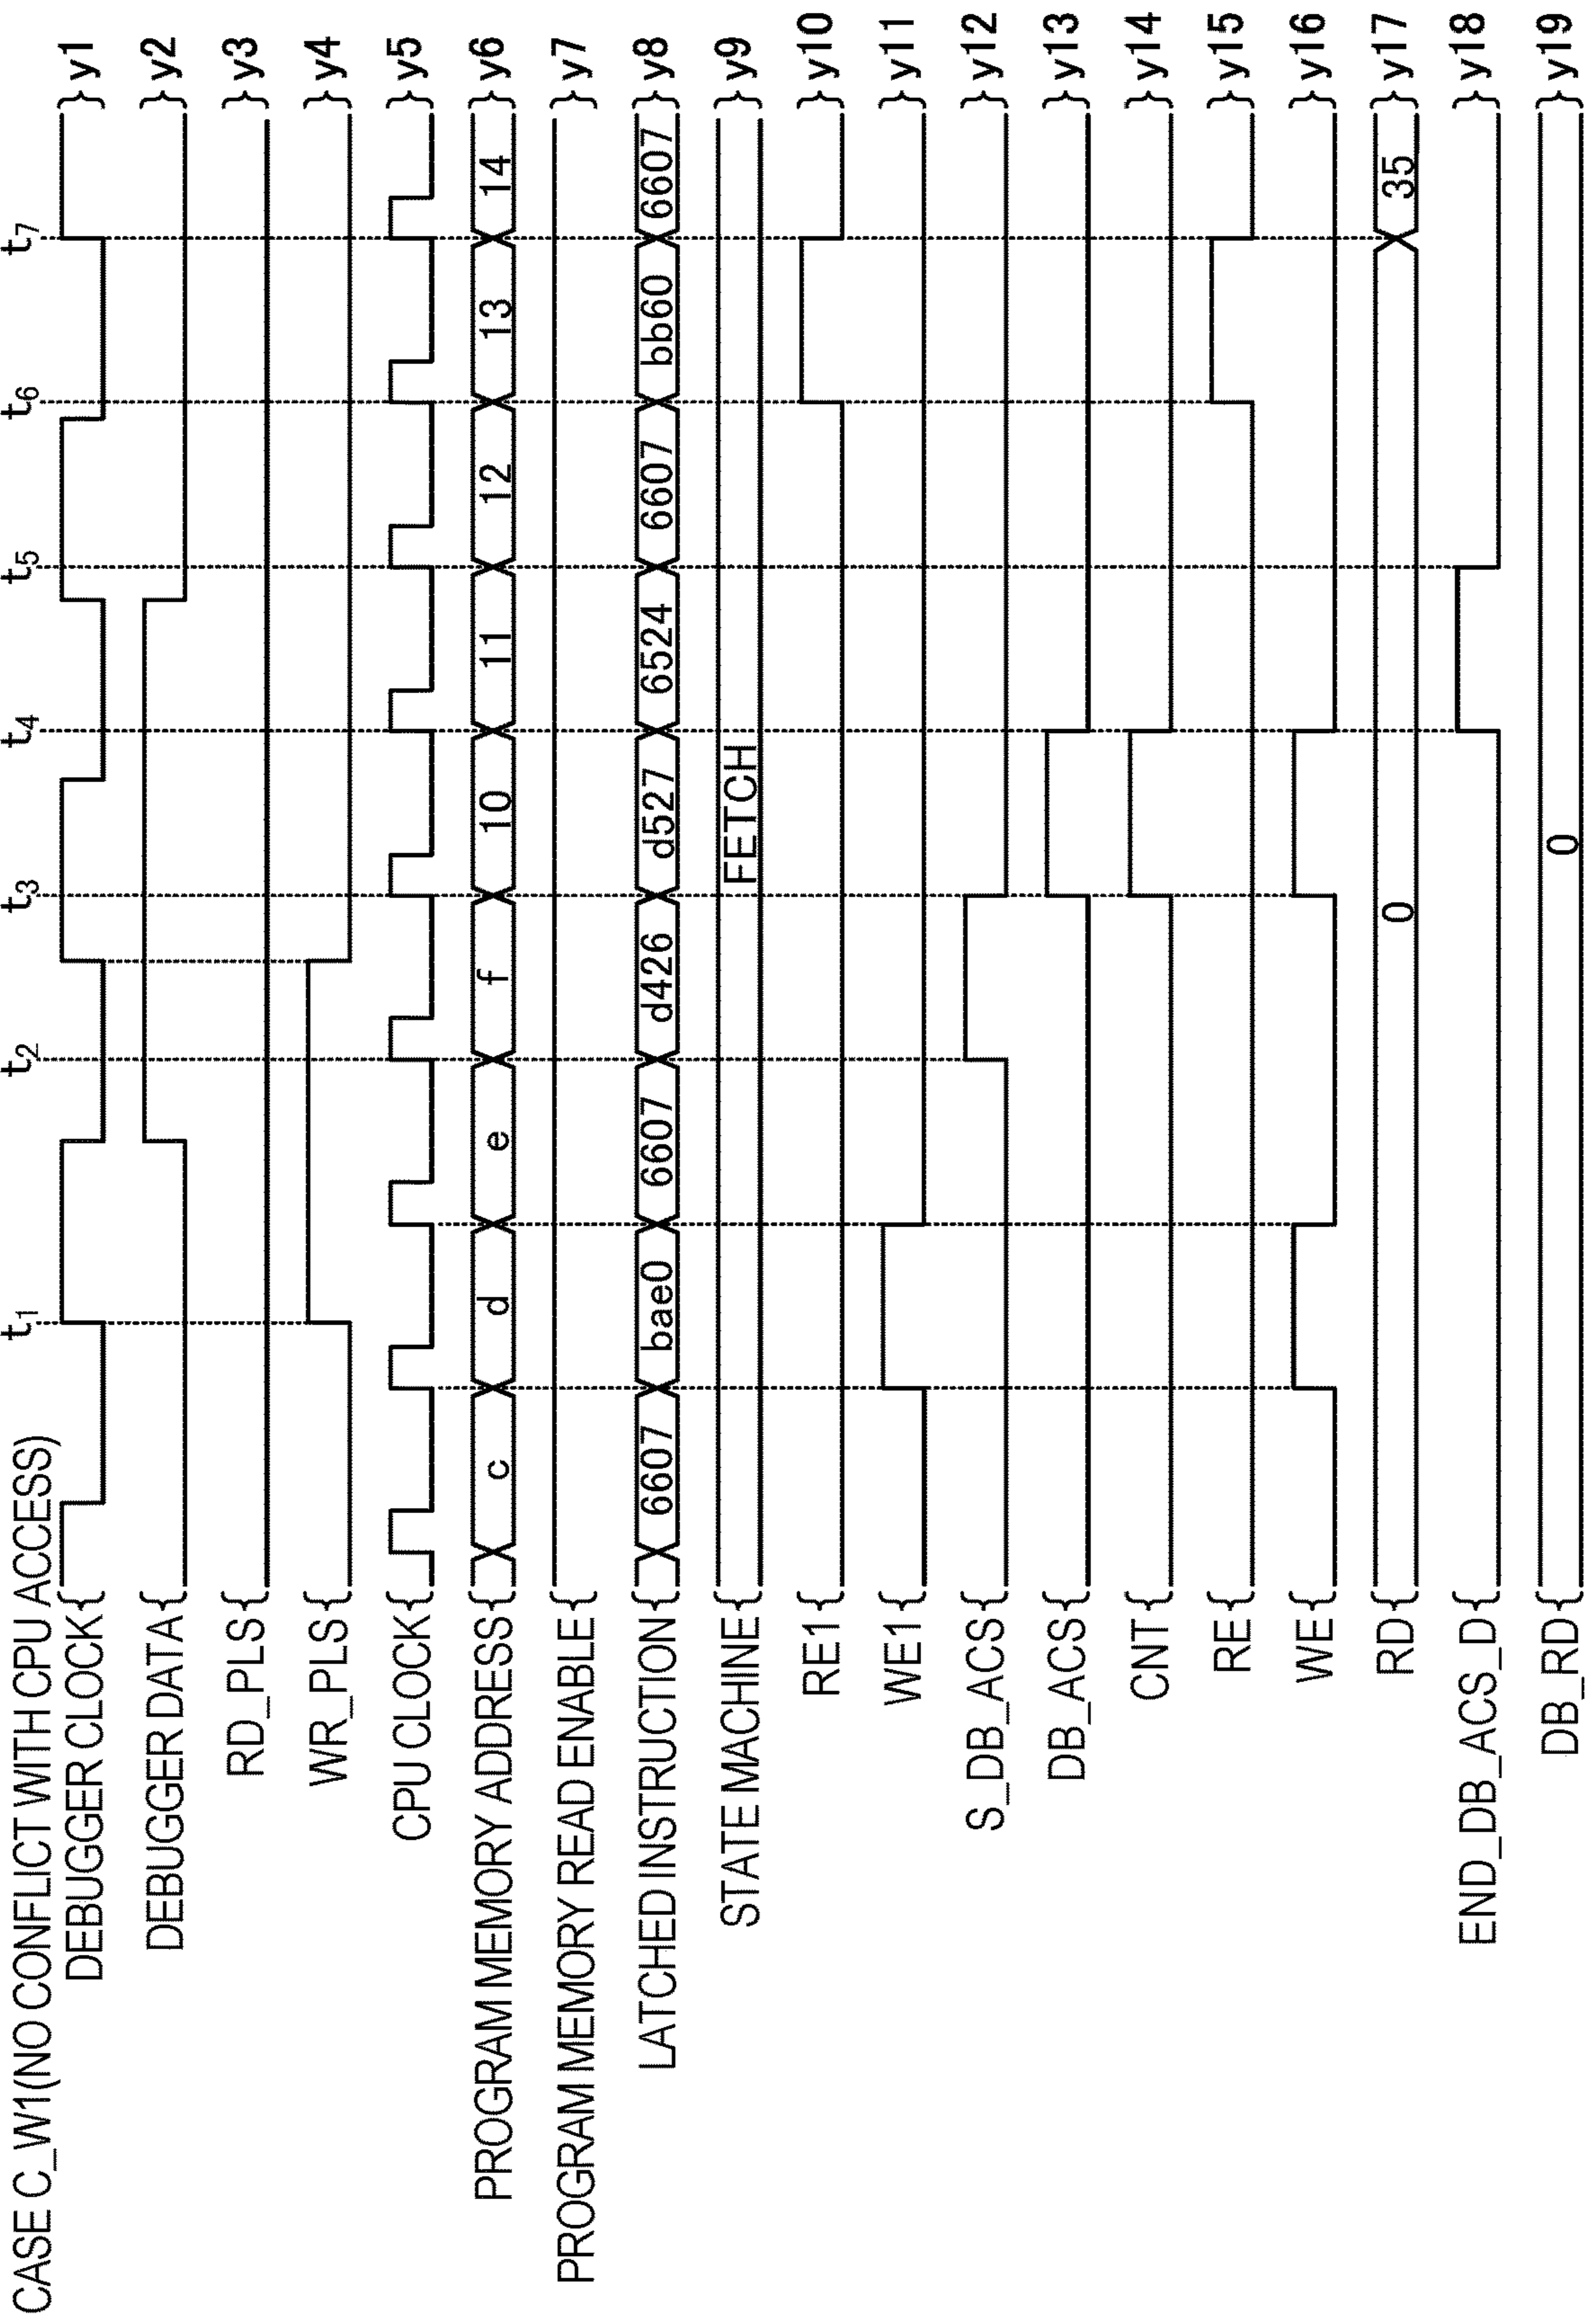 CASE C_W1(NO CONFLICT WITH CPU ACCESS)
t1 t2 t3 t4 t5 t6 t7
DEBUGGER CLOCK y1
DEBUGGER DATA y2
RD_PLS y3
WR_PLS y4
CPU CLOCK y5
PROGRAM MEMORY ADDRESS c d e f 10 11 12 13 14 y6
PROGRAM MEMORY READ ENABLE y7
LATCHED INSTRUCTION 6607 bae0 6607 d426 d527 6524 6607 bb60 6607 y8
STATE MACHINE FETCH y9
RE1 y10
WE1 y11
S_DB_ACS y12
DB_ACS y13
CNT y14
RE y15
WE y16
RD 0 35 y17
END_DB_ACS_D y18
DB_RD 0 y19